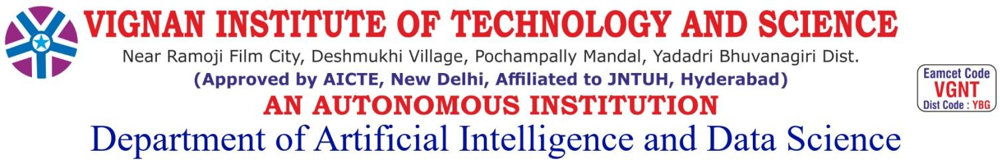 VIGNAN INSTITUTE OF TECHNOLOGY AND SCIENCE
Near Ramoji Film City, Deshmukhi Village, Pochampally Mandal, Yadadri Bhuvanagiri Dist.
(Approved by AICTE, New Delhi, Affiliated to JNTUH, Hyderabad)
AN AUTONOMOUS INSTITUTION
Department of Artificial Intelligence and Data Science
Eamcet Code
VGNT
Dist Code : YBG